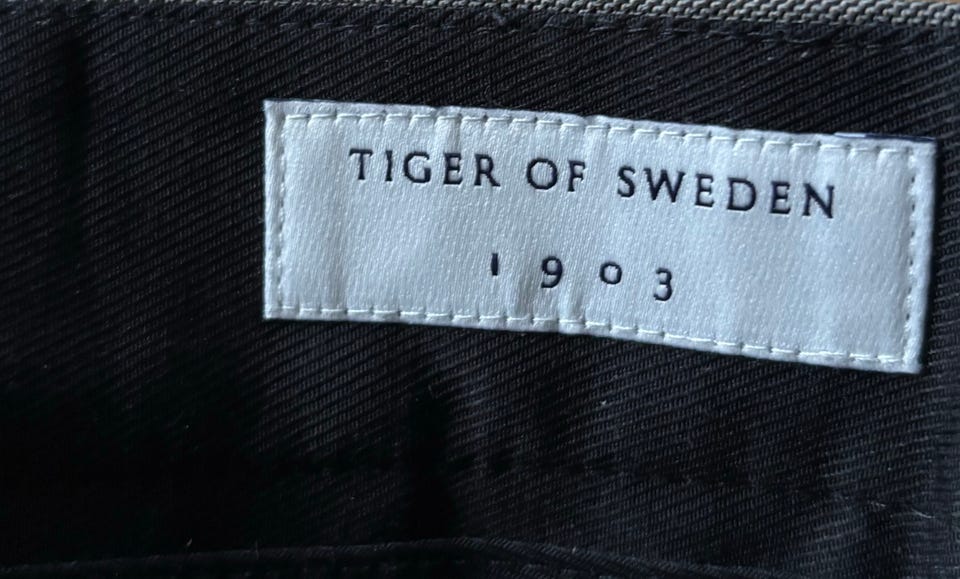 TIGER OF SWEDEN
1903